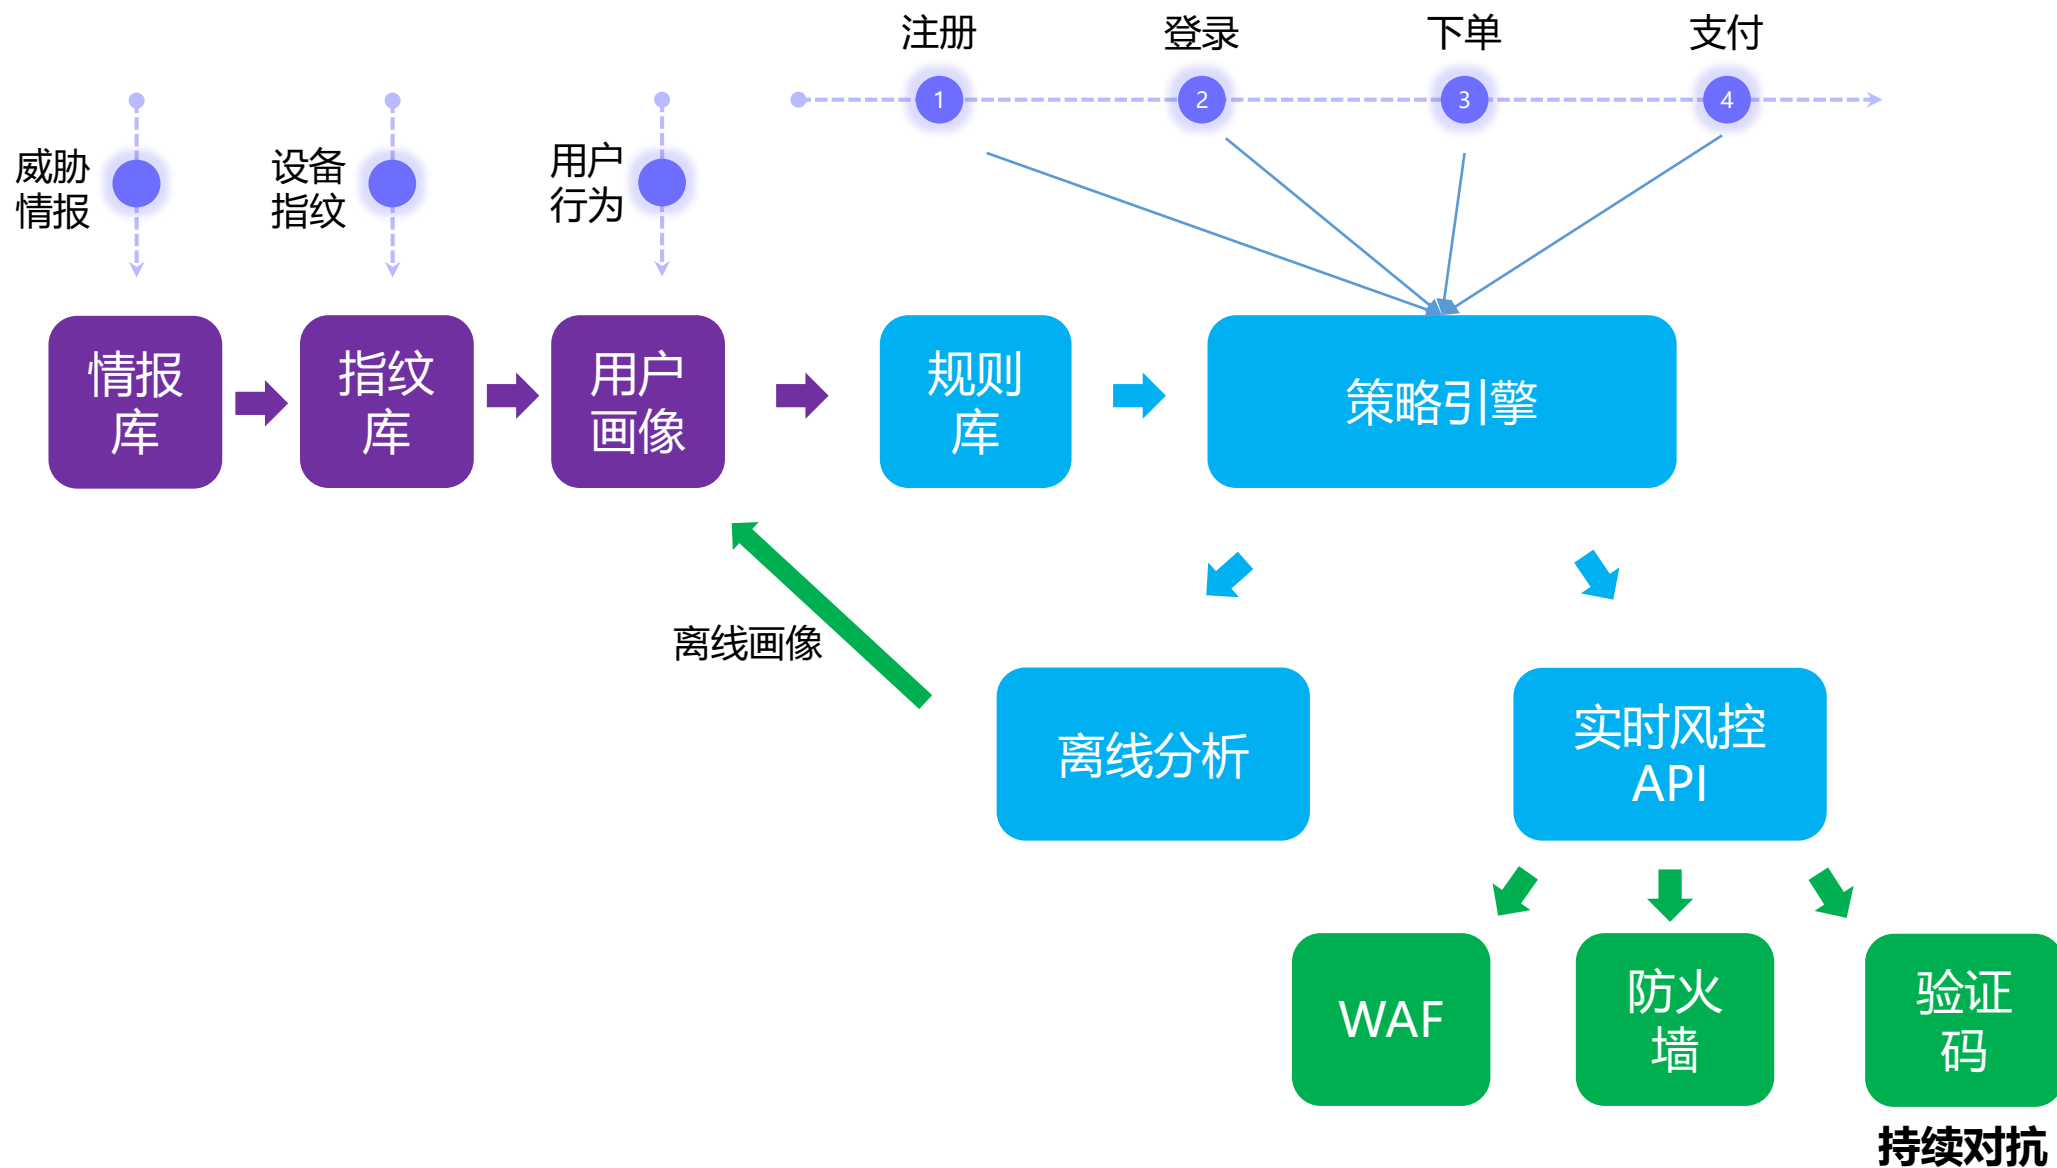 注册
登录
下单
支付
1
2
3
4
威胁
情报
设备
指纹
用户
行为
情报
库
指纹
库
用户
画像
规则
库
策略引擎
离线画像
离线分析
实时风控
API
WAF
防火
墙
验证
码
持续对抗